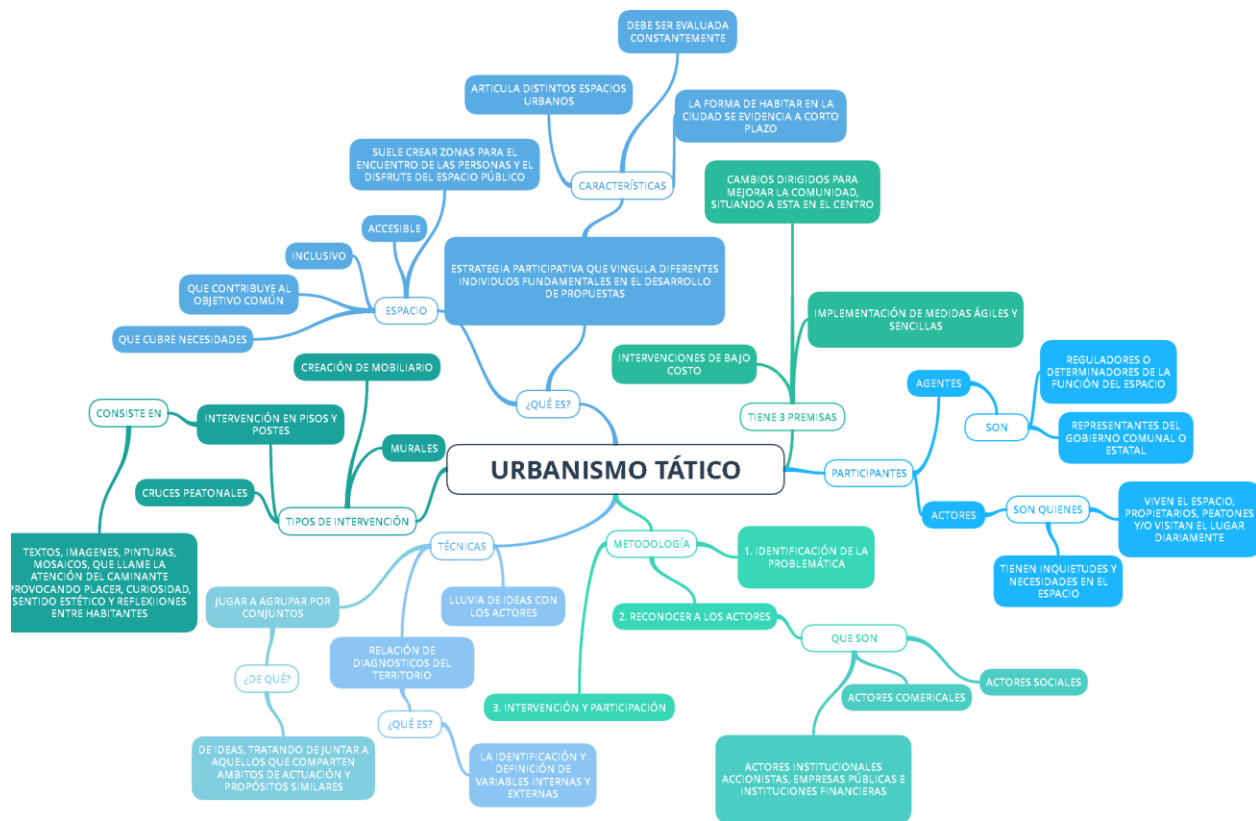 DEBE SER EVALUADA
CONSTANTEMENTE
ARTICULA DISTINTOS ESPACIOS
URBANOS
LA FORMA DE HABITAR EN LA
CIUDAD SE EVIDENCIA A CORTO
PLAZO
CARACTERÍSTICAS
SUELE CREAR ZONAS PARA EL
ENCUENTRO DE LAS PERSONAS Y EL
DISFRUTE DEL ESPACIO PÚBLICO
ACCESIBLE
INCLUSIVO
QUE CONTRIBUYE AL
OBJETIVO COMÚN
QUE CUBRE NECESIDADES
ESPACIO
ESTRATEGIA PARTICIPATIVA QUE VINGULA DIFERENTES
INDIVIDUOS FUNDAMENTALES EN EL DESARROLLO
DE PROPUESTAS
¿QUÉ ES?
CAMBIOS DIRIGIDOS PARA
MEJORAR LA COMUNIDAD,
SITUANDO A ESTA EN EL CENTRO
IMPLEMENTACIÓN DE MEDIDAS ÁGILES Y
SENCILLAS
INTERVENCIONES DE BAJO
COSTO
TIENE 3 PREMISAS
CREACIÓN DE MOBILIARIO
CONSISTE EN
INTERVENCIÓN EN PISOS Y
POSTES
MURALES
CRUCES PEATONALES
TIPOS DE INTERVENCIÓN
TEXTOS, IMAGENES, PINTURAS,
MOSAICOS, QUE LLAME LA
ATENCIÓN DEL CAMINANTE
PROVOCANDO PLACER, CURIOSIDAD,
SENTIDO ESTÉTICO Y REFLEXIIONES
ENTRE HABITANTES
URBANISMO TÁTICO
AGENTES
REGULADORES O
DETERMINADORES DE LA
FUNCIÓN DEL ESPACIO
SON
REPRESENTANTES DEL
GOBIERNO COMUNAL O
ESTATAL
PARTICIPANTES
ACTORES
SON QUIENES
VIVEN EL ESPACIO,
PROPIETARIOS, PEATONES
Y/O VISITAN EL LUGAR
DIARIAMENTE
TIENEN INQUIETUDES Y
NECESIDADES EN EL
ESPACIO
TÉCNICAS
LLUVIA DE IDEAS CON
LOS ACTORES
JUGAR A AGRUPAR POR
CONJUNTOS
¿DE QUÉ?
DE IDEAS, TRATANDO DE JUNTAR A
AQUELLOS QUE COMPARTEN
AMBITOS DE ACTUACIÓN Y
PROPÓSITOS SIMILARES
RELACIÓN DE
DIAGNOSTICOS DEL
TERRITORIO
¿QUÉ ES?
LA IDENTIFICACIÓN Y
DEFINICIÓN DE
VARIABLES INTERNAS Y
EXTERNAS
METODOLOGÍA
1. IDENTIFICACIÓN DE LA
PROBLEMÁTICA
2. RECONOCER A LOS ACTORES
QUE SON
ACTORES SOCIALES
ACTORES COMERICALES
ACTORES INSTITUCIONALES
ACCIONISTAS, EMPRESAS PÚBLICAS E
INSTITUCIONES FINANCIERAS
3. INTERVENCIÓN Y PARTICIPACIÓN